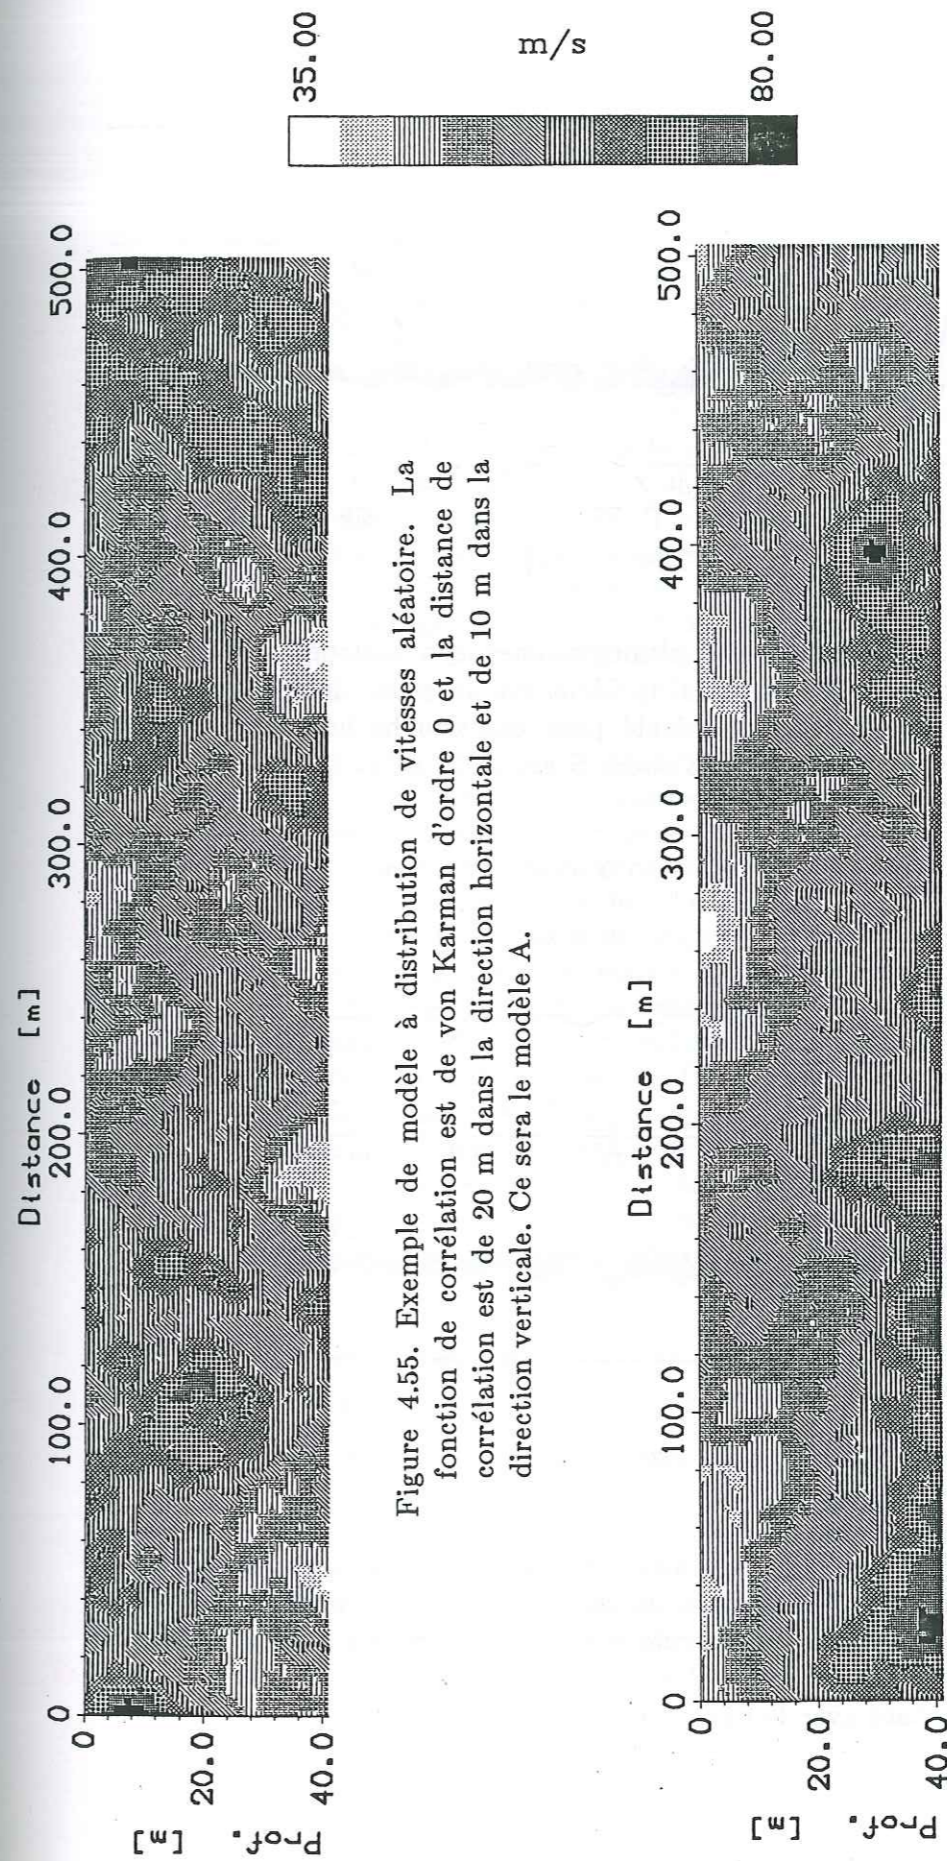 Distance [m]
0 100.0 200.0 300.0 400.0 500.0
Prof. [m]
0
20.0
40.0
Figure 4.55. Exemple de modèle à distribution de vitesses aléatoire. La
fonction de corrélation est de von Karman d'ordre 0 et la distance de
corrélation est de 20 m dans la direction horizontale et de 10 m dans la
direction verticale. Ce sera le modèle A.
35.00
m/s
80.00
Distance [m]
0 100.0 200.0 300.0 400.0 500.0
Prof. [m]
0
20.0
40.0